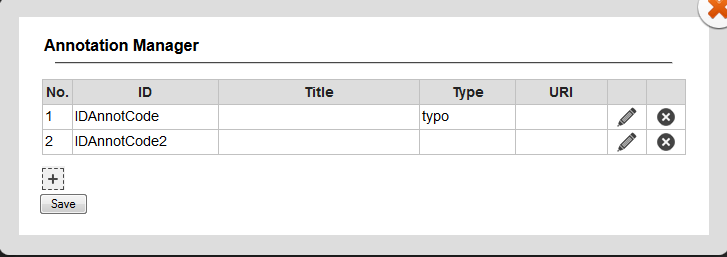 Annotation Manager
No. ID Title Type URI
1 IDAnnotCode typo
2 IDAnnotCode2
+
Save